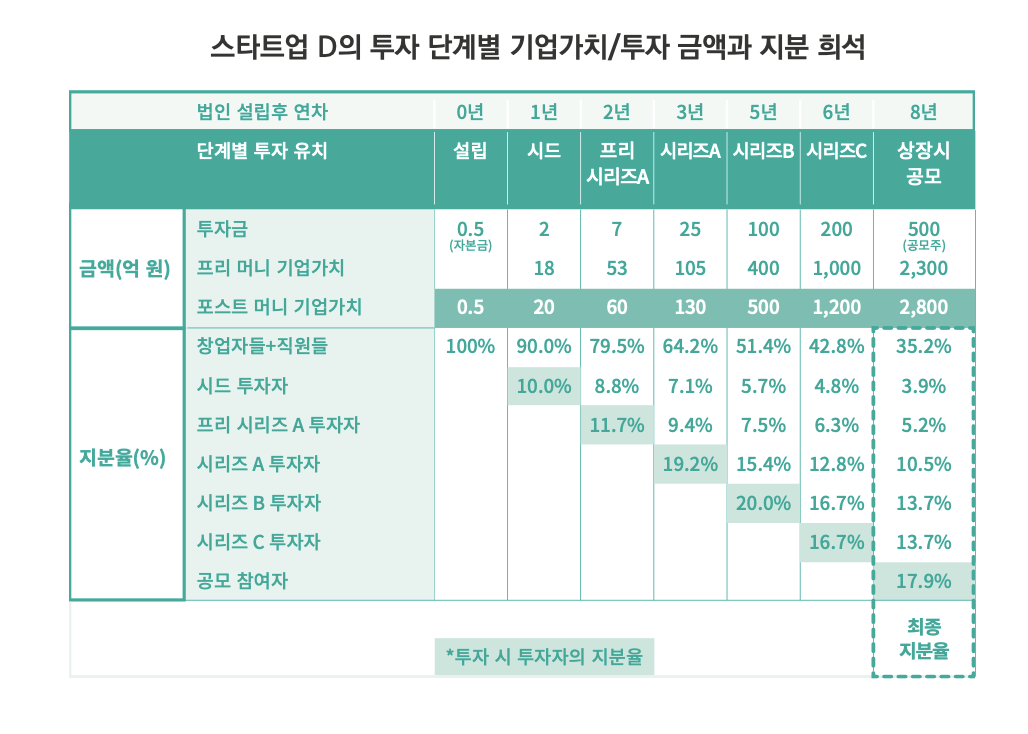 스타트업 D의 투자 단계별 기업가치/투자 금액과 지분 희석
법인 설립후 연차 0년 1년 2년 3년 5년 6년 8년
단계별 투자 유치 설립 시드 프리 시리즈A 시리즈A 시리즈B 시리즈C 상장시 공모
금액(억 원)
투자금 0.5 (자본금) 2 7 25 100 200 500 (공모주)
프리 머니 기업가치 18 53 105 400 1,000 2,300
포스트 머니 기업가치 0.5 20 60 130 500 1,200 2,800
지분율(%)
창업자들+직원들 100% 90.0% 79.5% 64.2% 51.4% 42.8% 35.2%
시드 투자자 10.0% 8.8% 7.1% 5.7% 4.8% 3.9%
프리 시리즈 A 투자자 11.7% 9.4% 7.5% 6.3% 5.2%
시리즈 A 투자자 19.2% 15.4% 12.8% 10.5%
시리즈 B 투자자 20.0% 16.7% 13.7%
시리즈 C 투자자 16.7% 13.7%
공모 참여자 17.9%
최종
지분율
*투자 시 투자자의 지분율